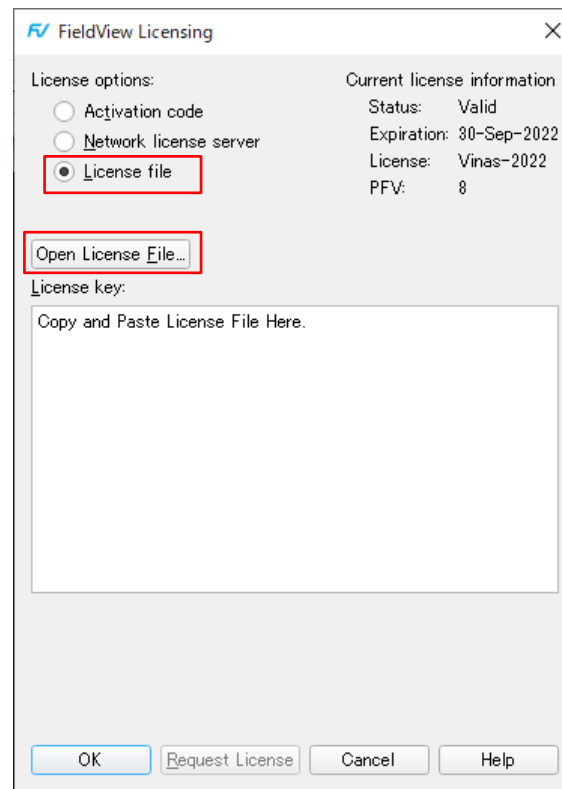 FieldView Licensing
License options:
Activation code
Network license server
License file
Current license information
Status: Valid
Expiration: 30-Sep-2022
License: Vinas-2022
PFV: 8
Open License File...
License key:
Copy and Paste License File Here.
OK Request License Cancel Help